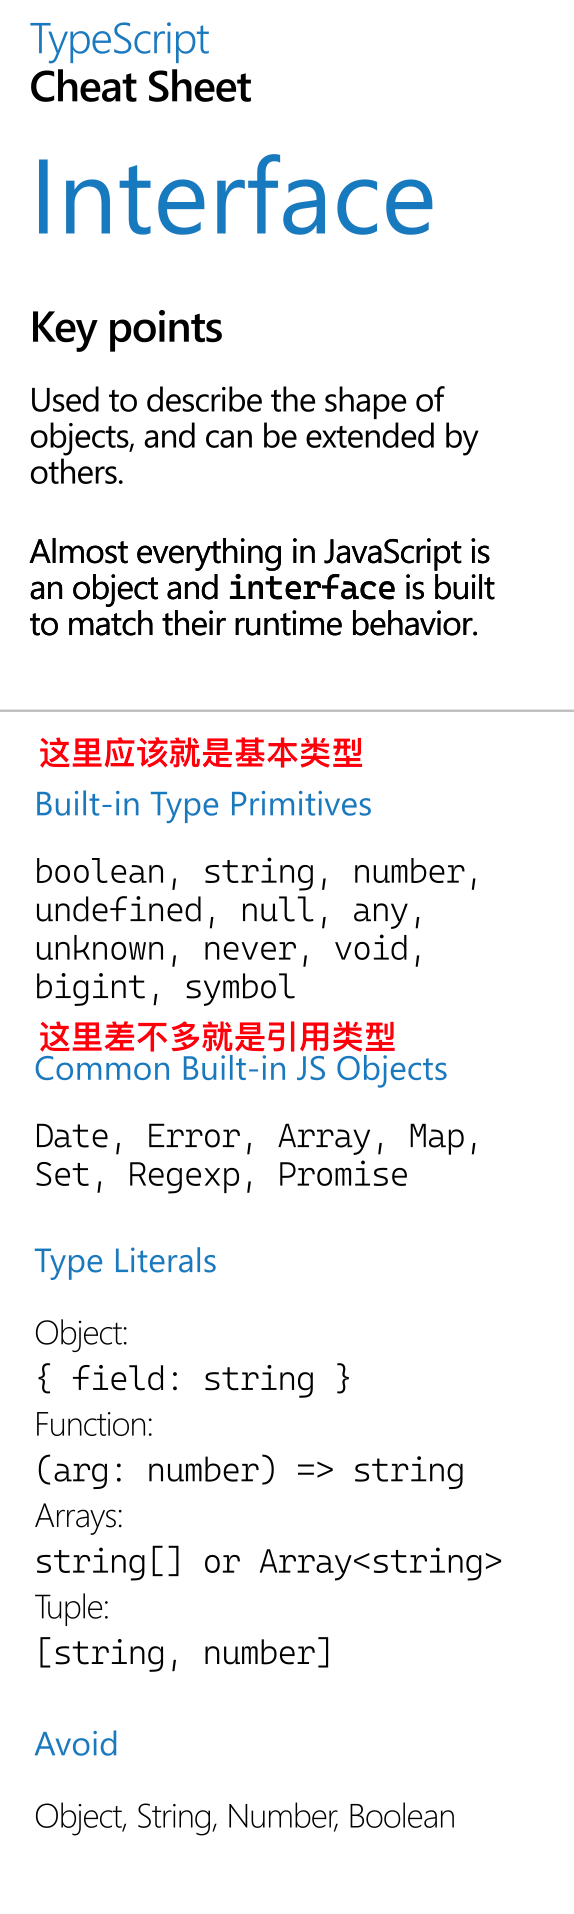 TypeScript
Cheat Sheet
Interface
Key points
Used to describe the shape of
objects, and can be extended by
others.
Almost everything in JavaScript is
an object and interface is built
to match their runtime behavior.
这里应该就是基本类型
Built-in Type Primitives
boolean, string, number,
undefined, null, any,
unknown, never, void,
bigint, symbol
这里差不多就是引用类型
Common Built-in JS Objects
Date, Error, Array, Map,
Set, Regexp, Promise
Type Literals
Object:
{ field: string }
Function:
(arg: number) => string
Arrays:
string[] or Array<string>
Tuple:
[string, number]
Avoid
Object, String, Number, Boolean